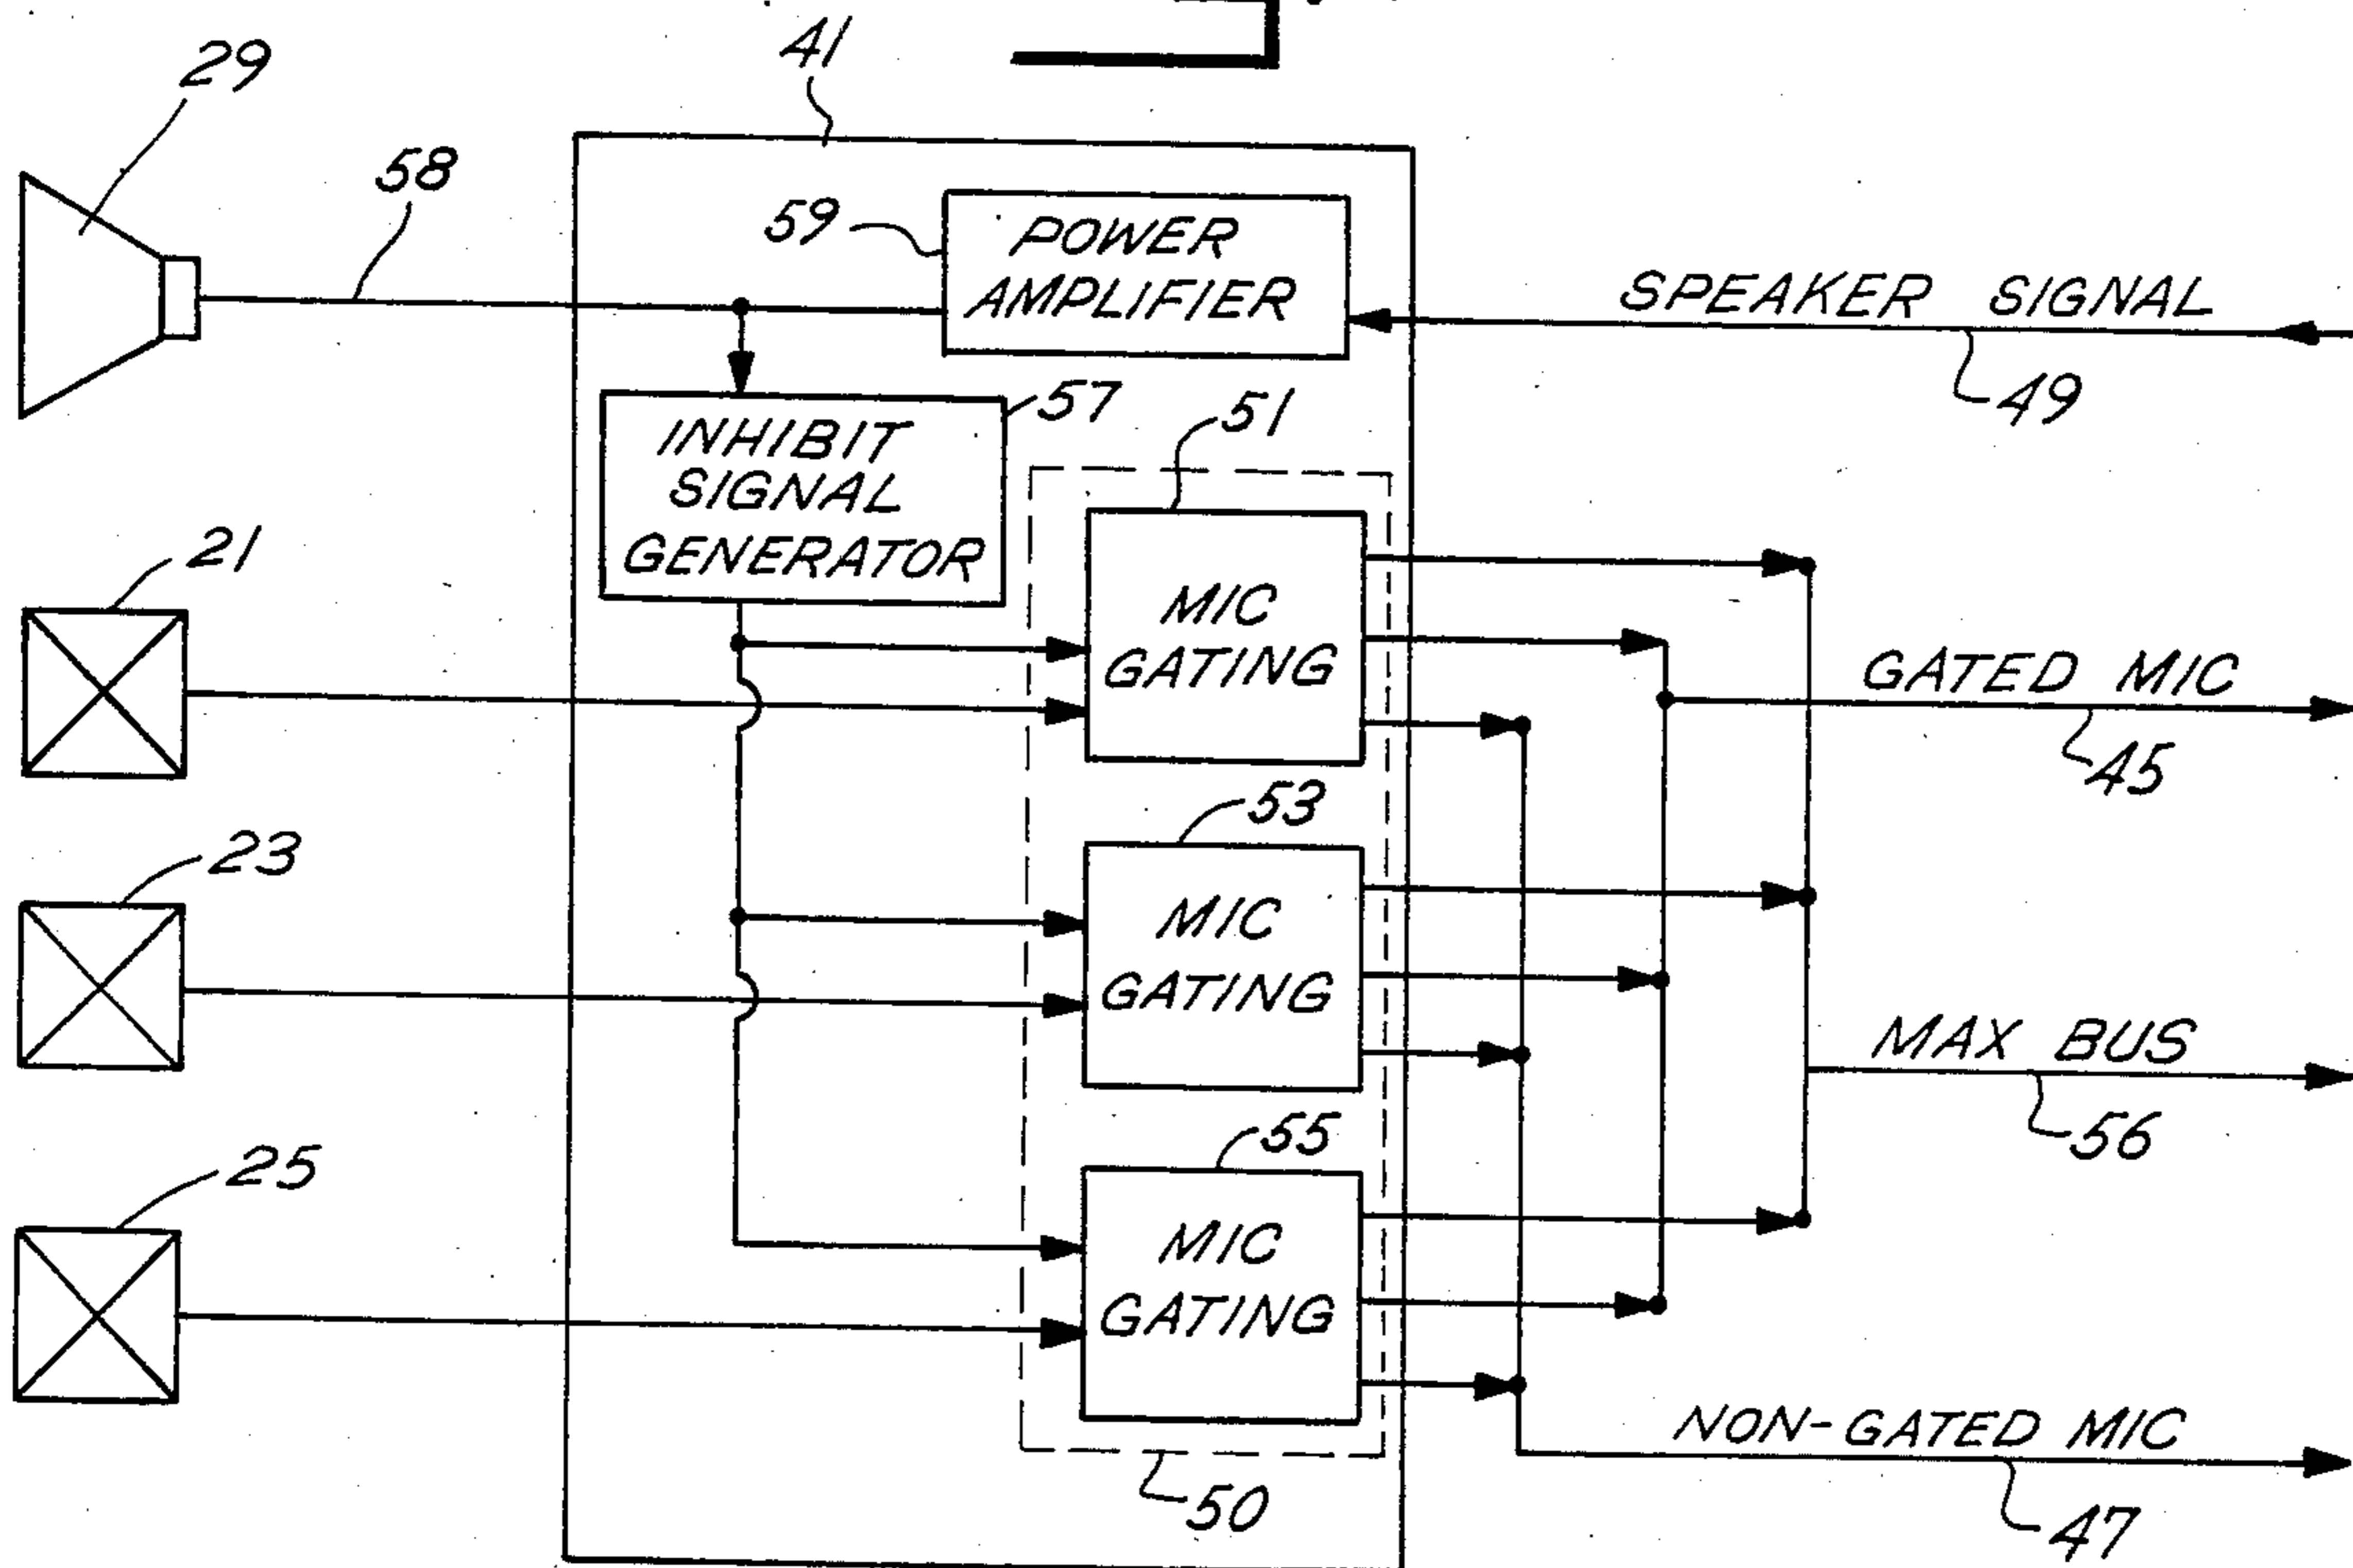 41
29
58
59
POWER
AMPLIFIER
SPEAKER SIGNAL
49
57
INHIBIT
SIGNAL
GENERATOR
51
21
MIC
GATING
GATED MIC
45
53
23
MIC
GATING
MAX BUS
56
55
25
MIC
GATING
NON-GATED MIC
47
50